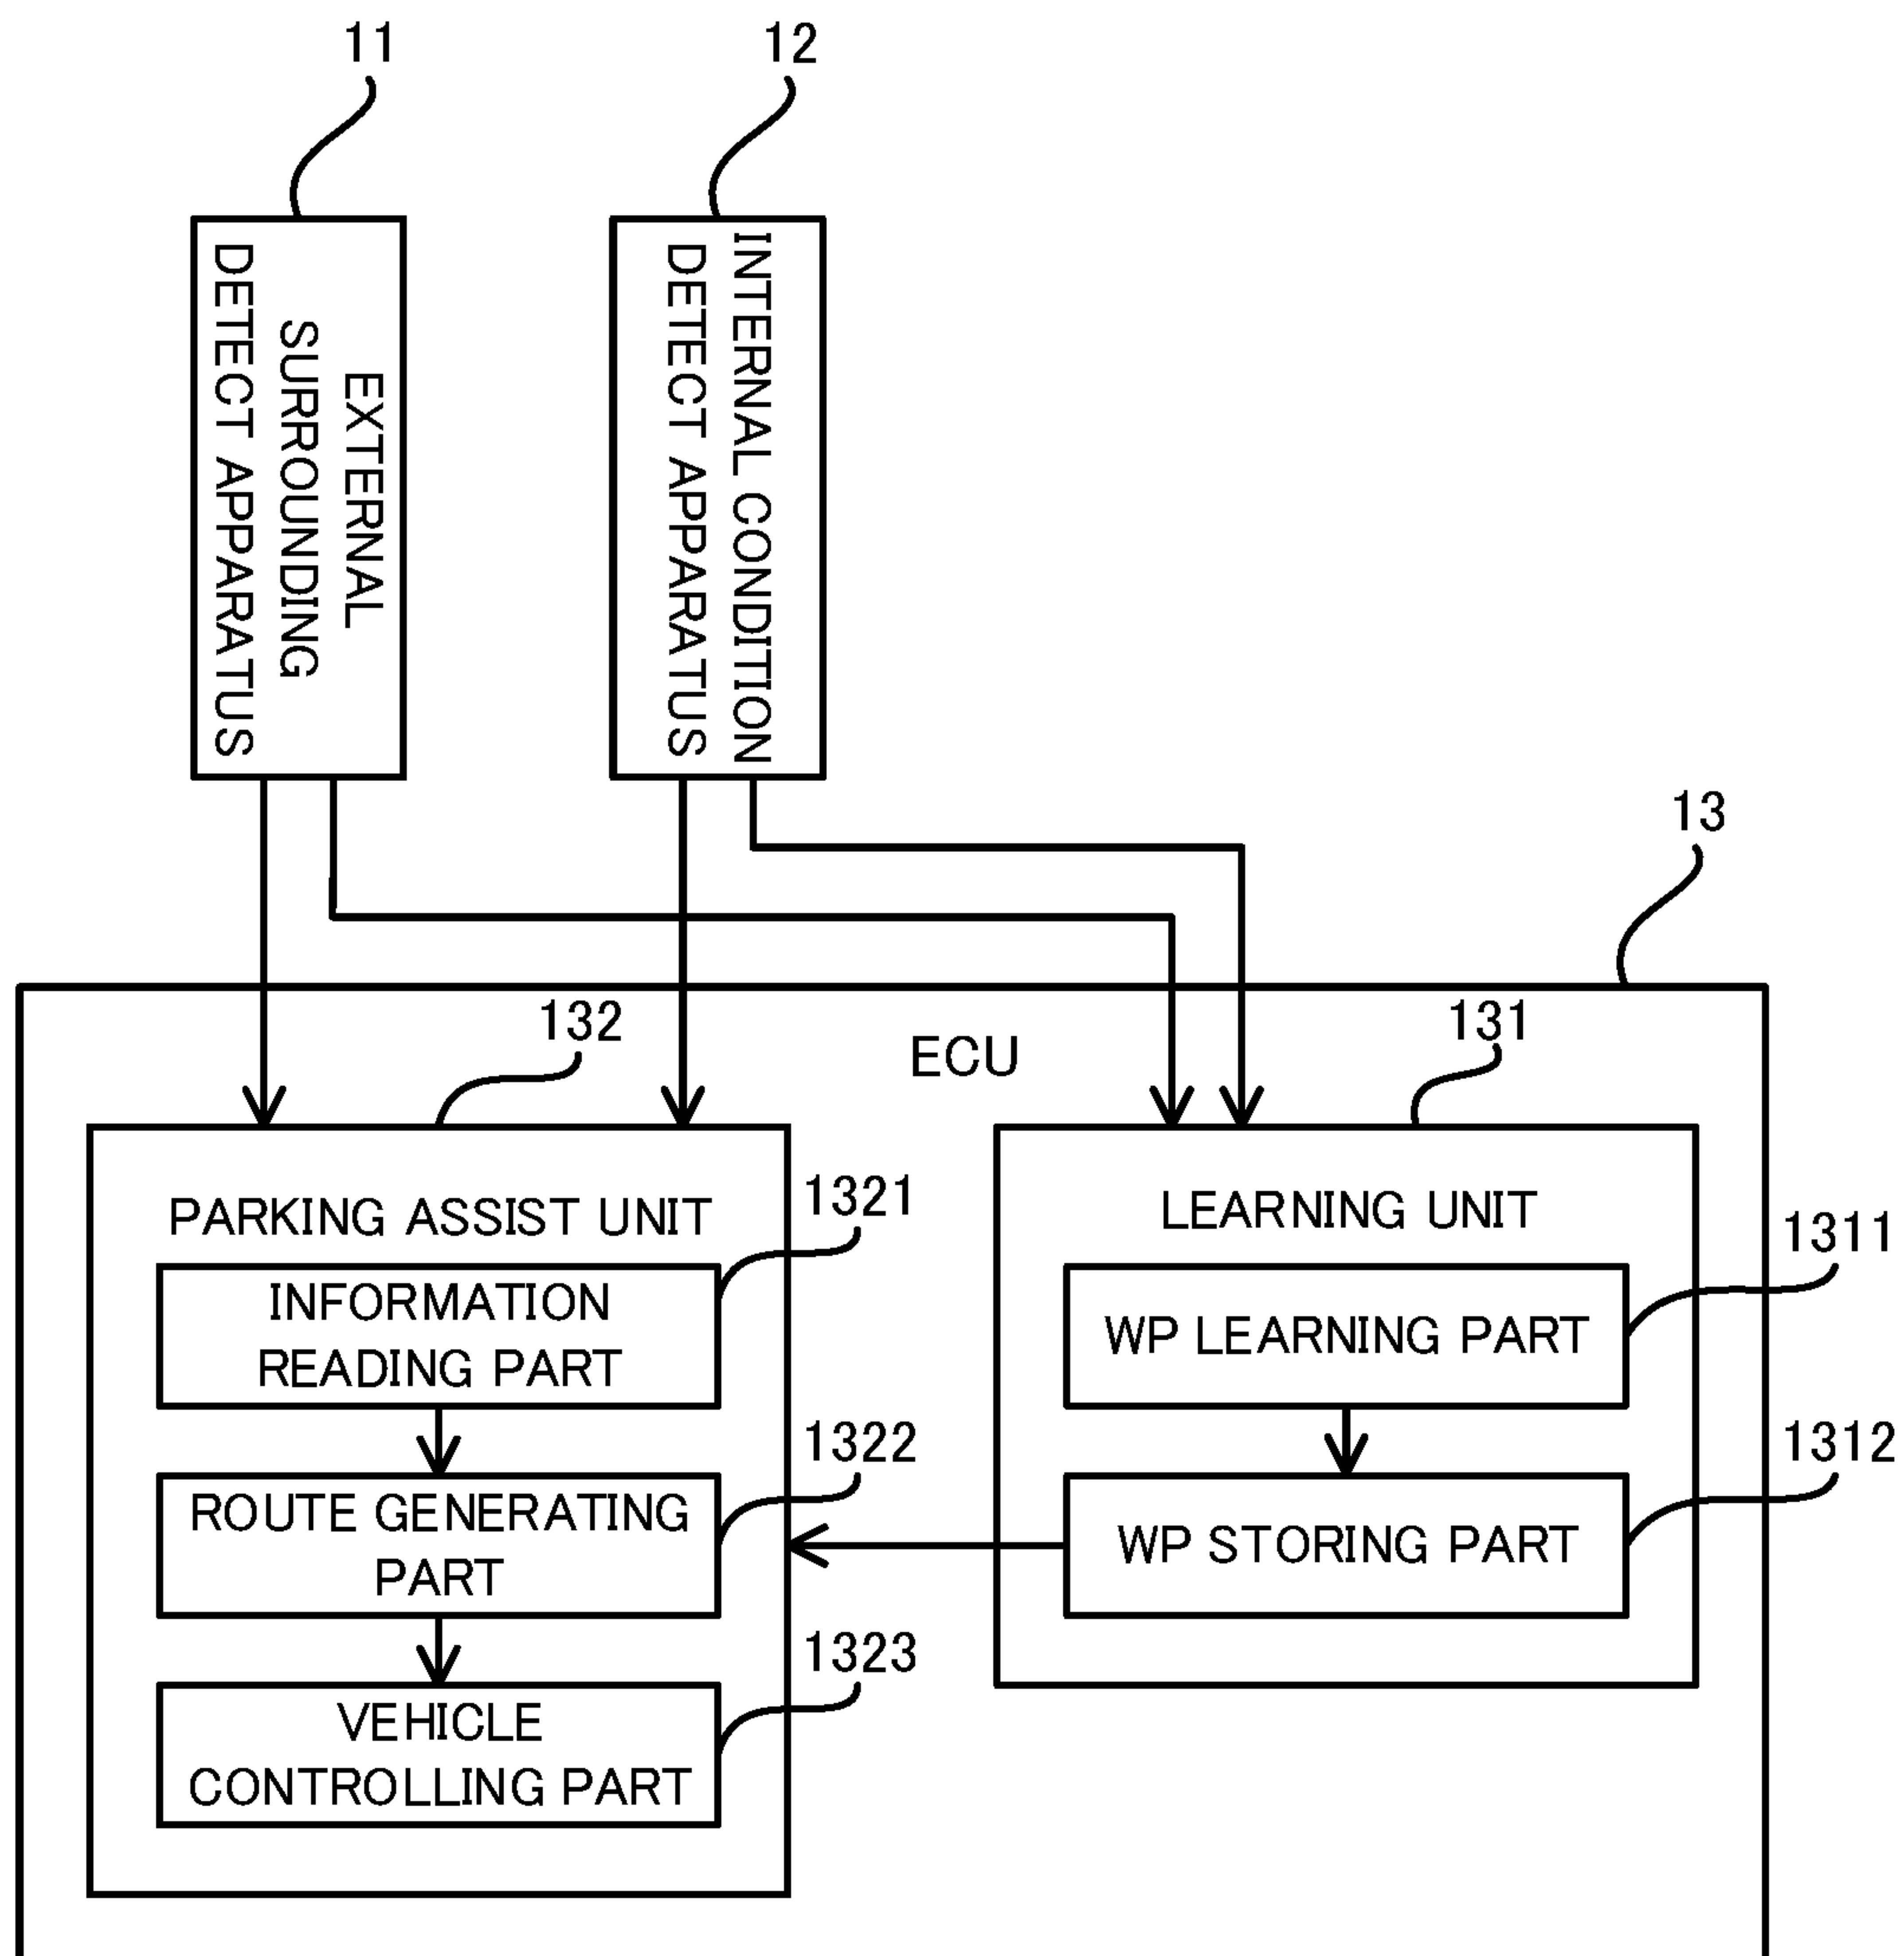 11
12
EXTERNAL
SURROUNDING
DETECT APPARATUS
INTERNAL CONDITION
DETECT APPARATUS
13
ECU
132
131
PARKING ASSIST UNIT
1321
INFORMATION
READING PART
1322
ROUTE GENERATING
PART
1323
VEHICLE
CONTROLLING PART
LEARNING UNIT
1311
WP LEARNING PART
1312
WP STORING PART